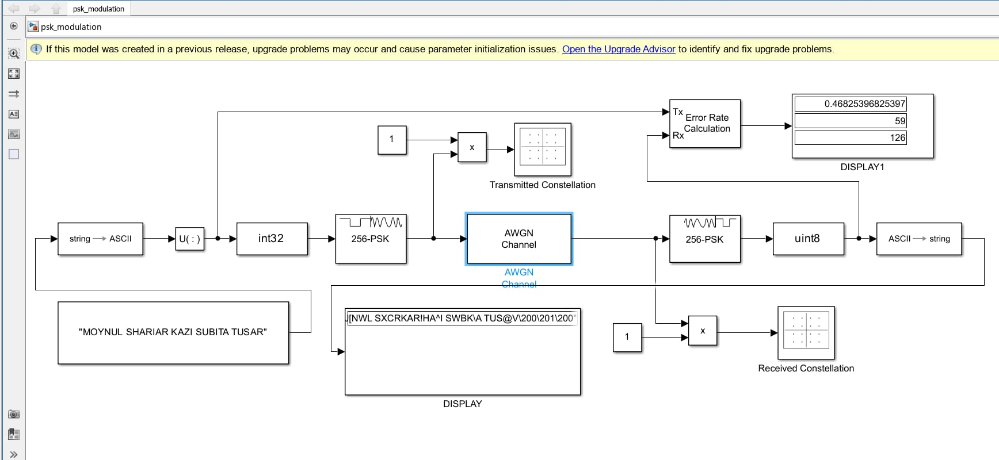 psk_modulation
psk_modulation
If this model was created in a previous release, upgrade problems may occur and cause parameter initialization issues. Open the Upgrade Advisor to identify and fix upgrade problems.
Tx
Error Rate
Calculation
Rx
0.46825396825397
59
126
DISPLAY1
1
x
Transmitted Constellation
string → ASCII
U( : )
int32
256-PSK
AWGN
Channel
AWGN
Channel
256-PSK
uint8
ASCII → string
"MOYNUL SHARIAR KAZI SUBITA TUSAR"
[NWL SXCRKAR!HA^I SWBK\A TUS@V\200\201\200"
DISPLAY
1
x
Received Constellation